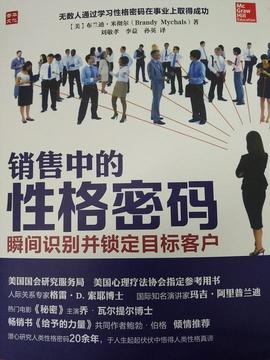 无数人通过学习性格密码在事业上取得成功
[美] 布兰迪·米彻尔 (Brandy Mychals) 著
刘敏孝 李益 孙英 译
Mc
Graw
Hill
Education
销售中的
性格密码
瞬间识别并锁定目标客户
美国国会研究服务局 美国心理疗法协会指定参考用书
人际关系专家格雷·D. 索耶博士 国际知名演讲家玛吉·阿里普兰迪
热门电影《秘密》主演乔·瓦尔提尔博士
畅销书《给予的力量》共同作者鲍勃·伯格 倾情推荐
潜心研究人类性格密码20余年，于人生起起伏伏中悟得人类性格真谛